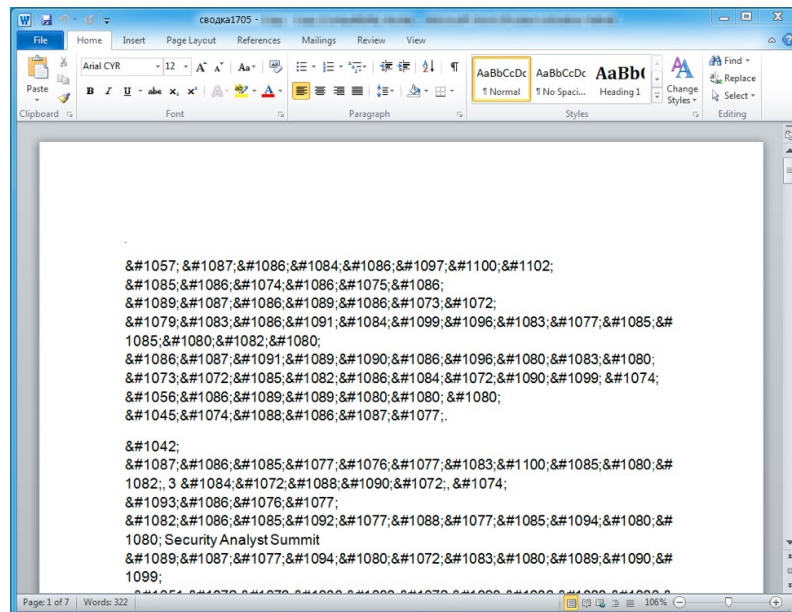 сводка1705 -
File Home Insert Page Layout References Mailings Review View
Paste
Arial CYR 12
Clipboard Font Paragraph Styles Editing
AaBbCcDc AaBbCcDc AaBb(
¶ Normal ¶ No Spaci... Heading 1
Change Styles
Find
Replace
Select
&#1057; &#1087;&#1086;&#1084;&#1086;&#1097;&#1100;&#1102;
&#1085;&#1086;&#1074;&#1086;&#1075;&#1086;
&#1089;&#1087;&#1086;&#1089;&#1086;&#1073;&#1072;
&#1079;&#1083;&#1086;&#1091;&#1084;&#1099;&#1096;&#1083;&#1077;&#1085;&#
1085;&#1080;&#1082;&#1080;
&#1086;&#1087;&#1091;&#1089;&#1090;&#1086;&#1096;&#1080;&#1083;&#1080;
&#1073;&#1072;&#1085;&#1082;&#1086;&#1084;&#1072;&#1090;&#1099; &#1074;
&#1056;&#1086;&#1089;&#1089;&#1080;&#1080; &#1080;
&#1045;&#1074;&#1088;&#1086;&#1087;&#1077;.
&#1042;
&#1087;&#1086;&#1085;&#1077;&#1076;&#1077;&#1083;&#1100;&#1085;&#1080;&#
1082;, 3 &#1084;&#1072;&#1088;&#1090;&#1072;, &#1074;
&#1093;&#1086;&#1076;&#1077;
&#1082;&#1086;&#1085;&#1092;&#1077;&#1088;&#1077;&#1085;&#1094;&#1080;&#
1080; Security Analyst Summit
&#1089;&#1087;&#1077;&#1094;&#1080;&#1072;&#1083;&#1080;&#1089;&#1090;&#
1099;
Page: 1 of 7 Words: 322 106%